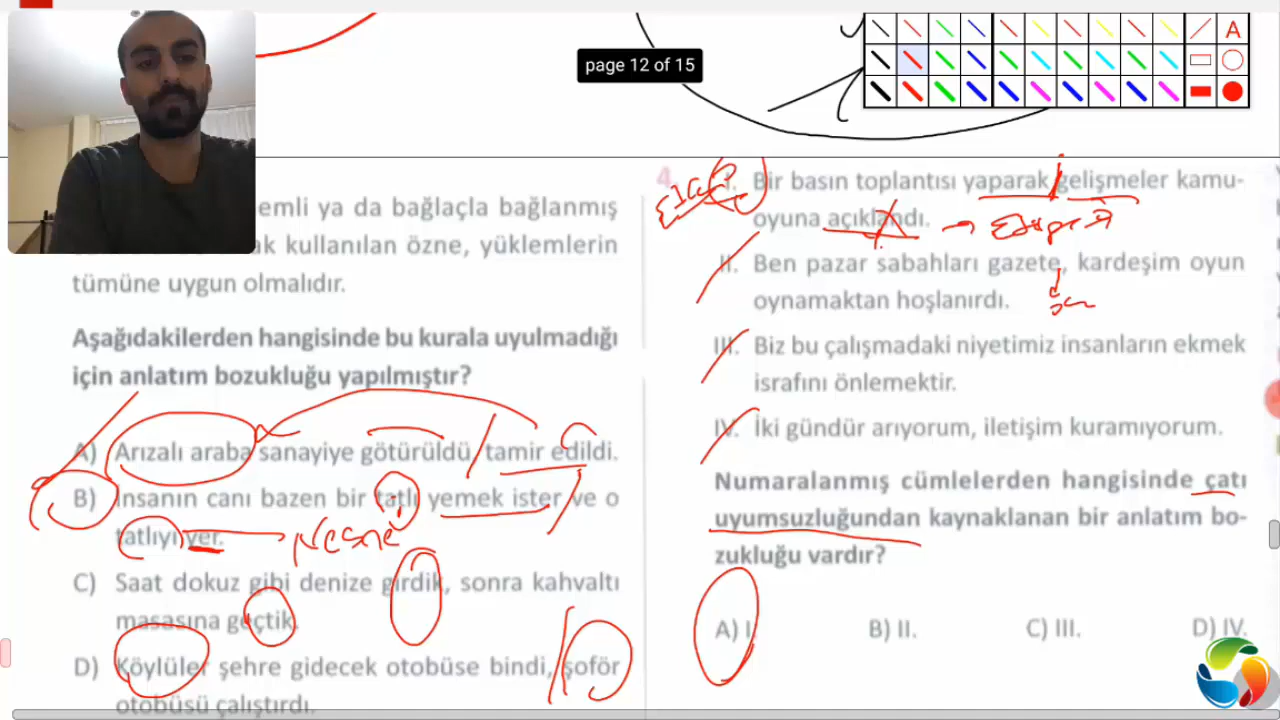 page 12 of 15
A
emli ya da bağlaçla bağlanmış
ak kullanılan özne, yüklemlerin
tümüne uygun olmalıdır.
Aşağıdakilerden hangisinde bu kurala uyulmadığı
için anlatım bozukluğu yapılmıştır?
A) Arızalı araba sanayiye götürüldü, tamir edildi.
B) İnsanın canı bazen bir tatlı yemek ister ve o
tatlıyı yer.
Nesne
C) Saat dokuz gibi denize girdik, sonra kahvaltı
masasına geçtik.
D) Köylüler şehre gidecek otobüse bindi, şoför
otobüsü çalıştırdı.
4. I. Bir basın toplantısı yaparak gelişmeler kamu-
oyuna açıklandı.
II. Ben pazar sabahları gazete, kardeşim oyun
oynamaktan hoşlanırdı.
III. Biz bu çalışmadaki niyetimiz insanların ekmek
israfını önlemektir.
IV. İki gündür arıyorum, iletişim kuramıyorum.
Numaralanmış cümlelerden hangisinde çatı
uyumsuzluğundan kaynaklanan bir anlatım bo-
zukluğu vardır?
A) I. B) II. C) III. D) IV.